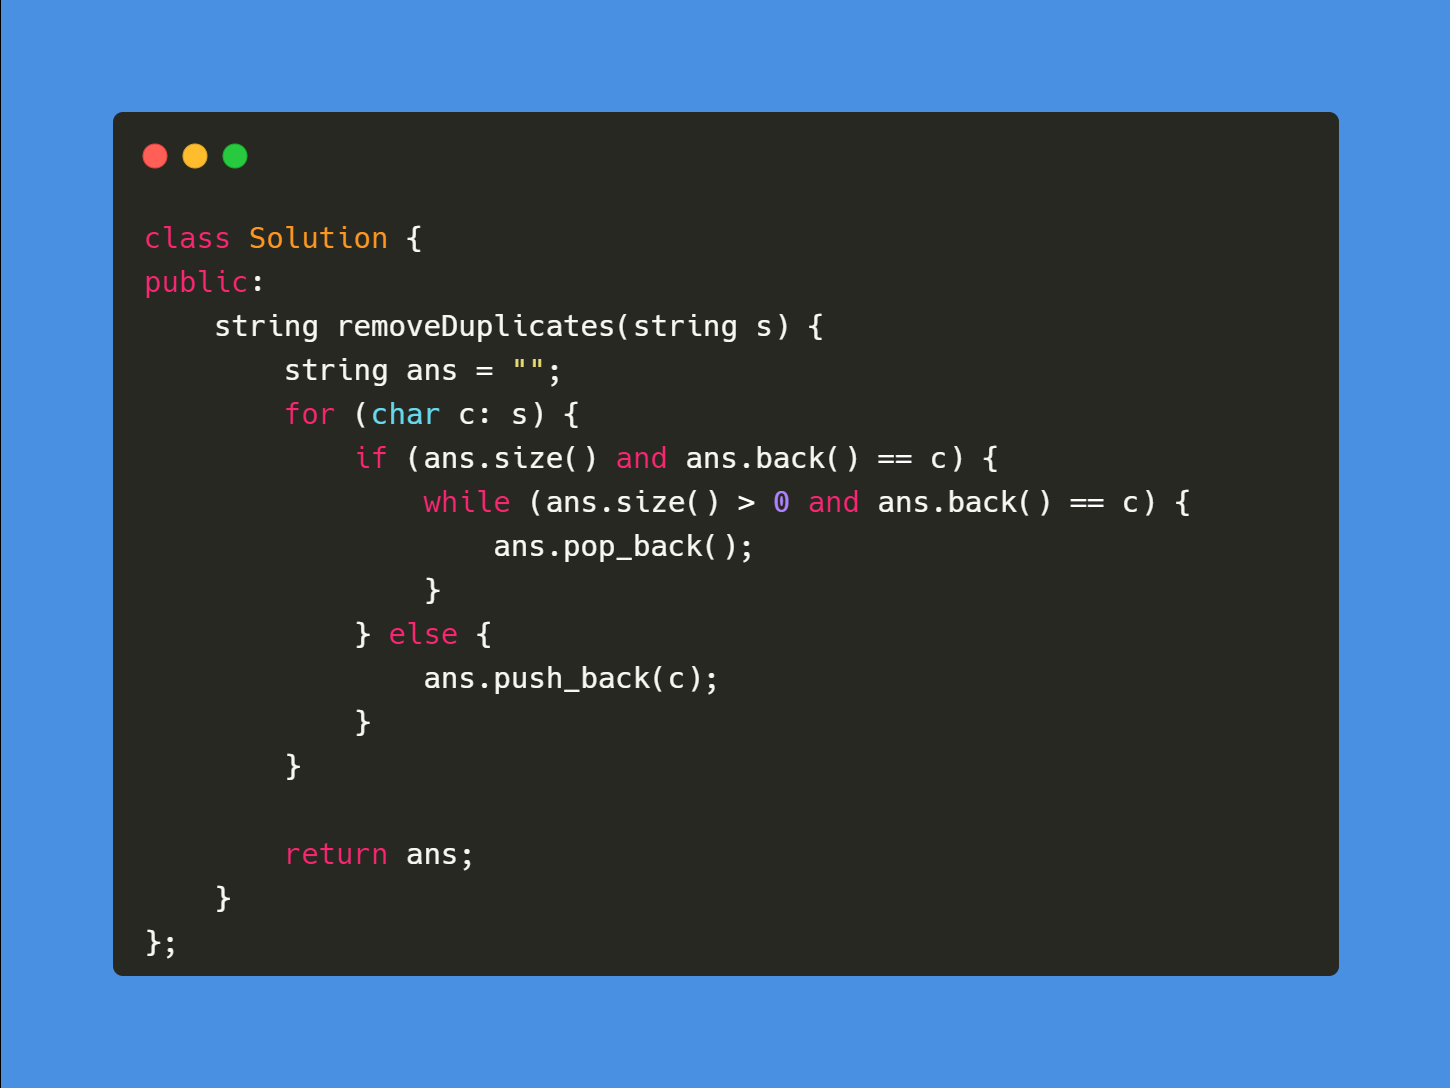 class Solution {
public:
    string removeDuplicates(string s) {
        string ans = "";
        for (char c: s) {
            if (ans.size() and ans.back() == c) {
                while (ans.size() > 0 and ans.back() == c) {
                    ans.pop_back();
                }
            } else {
                ans.push_back(c);
            }
        }

        return ans;
    }
};